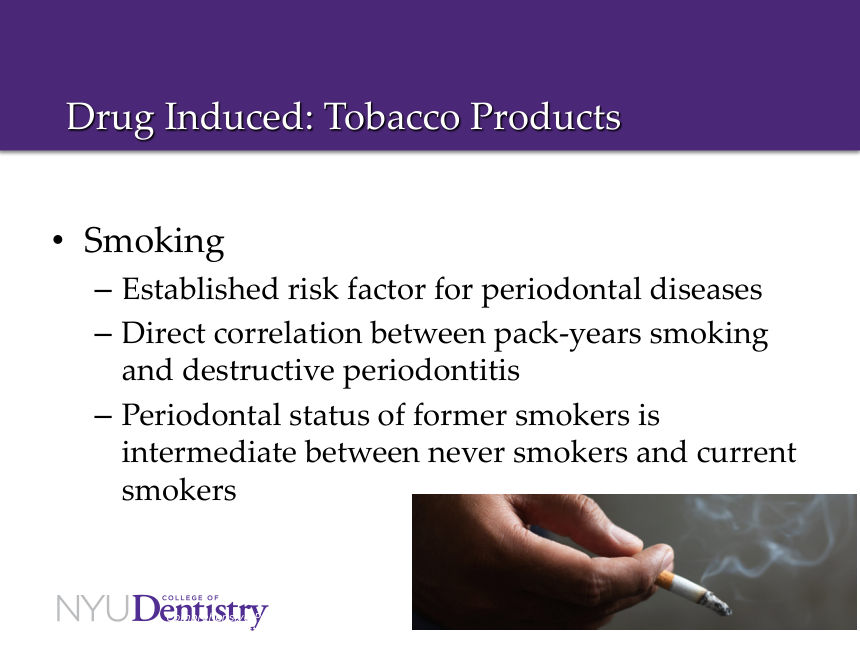 Drug Induced: Tobacco Products
• Smoking
– Established risk factor for periodontal diseases
– Direct correlation between pack-years smoking
and destructive periodontitis
– Periodontal status of former smokers is
intermediate between never smokers and current
smokers
NYU COLLEGE OF Dentistry